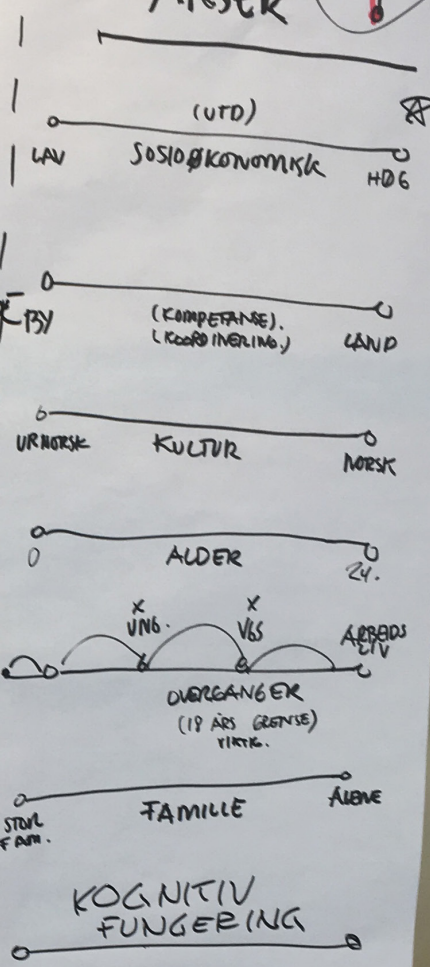 (UTD)
LAV SOSIOØKONOMISK HØG
BY (KOMPETANSE). LAND
(KOORDINERING)
URNORSK KULTUR NORSK
0 ALDER 24.
X X
UNG. VGS ARBEIDS
LIV
OVERGANGER
(18 ÅRS GRENSE)
VIKTIG.
STOR FAMILIE ALENE
FAM.
KOGNITIV
FUNGERING